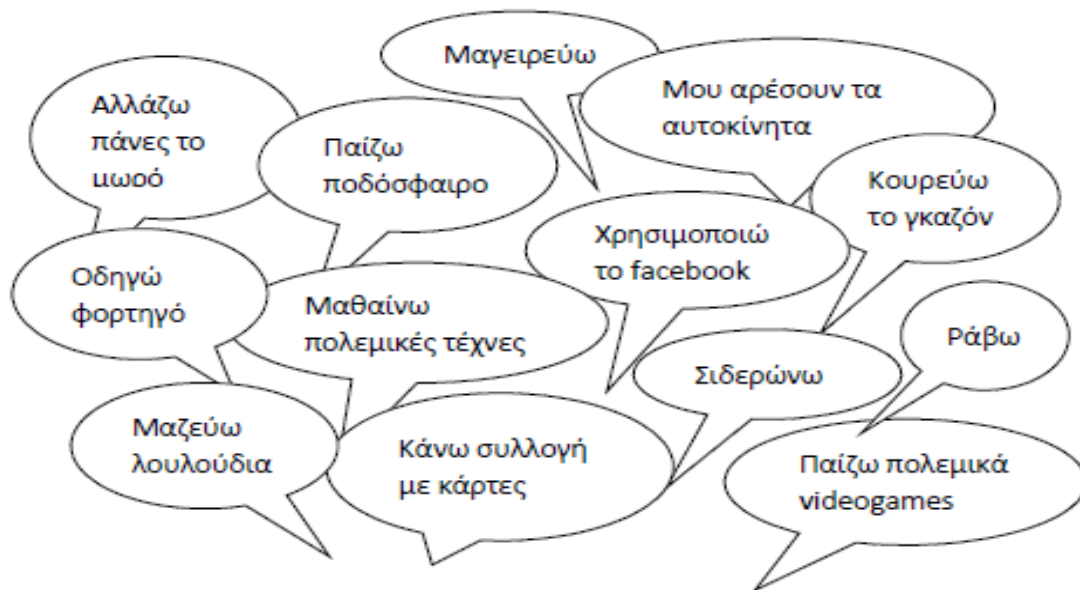 Μαγειρεύω
Μου αρέσουν τα
αυτοκίνητα
Αλλάζω
πάνες το
μωρό
Παίζω
ποδόσφαιρο
Κουρεύω
το γκαζόν
Χρησιμοποιώ
το facebook
Οδηγώ
φορτηγό
Μαθαίνω
πολεμικές τέχνες
Ράβω
Σιδερώνω
Μαζεύω
λουλούδια
Κάνω συλλογή
με κάρτες
Παίζω πολεμικά
videogames